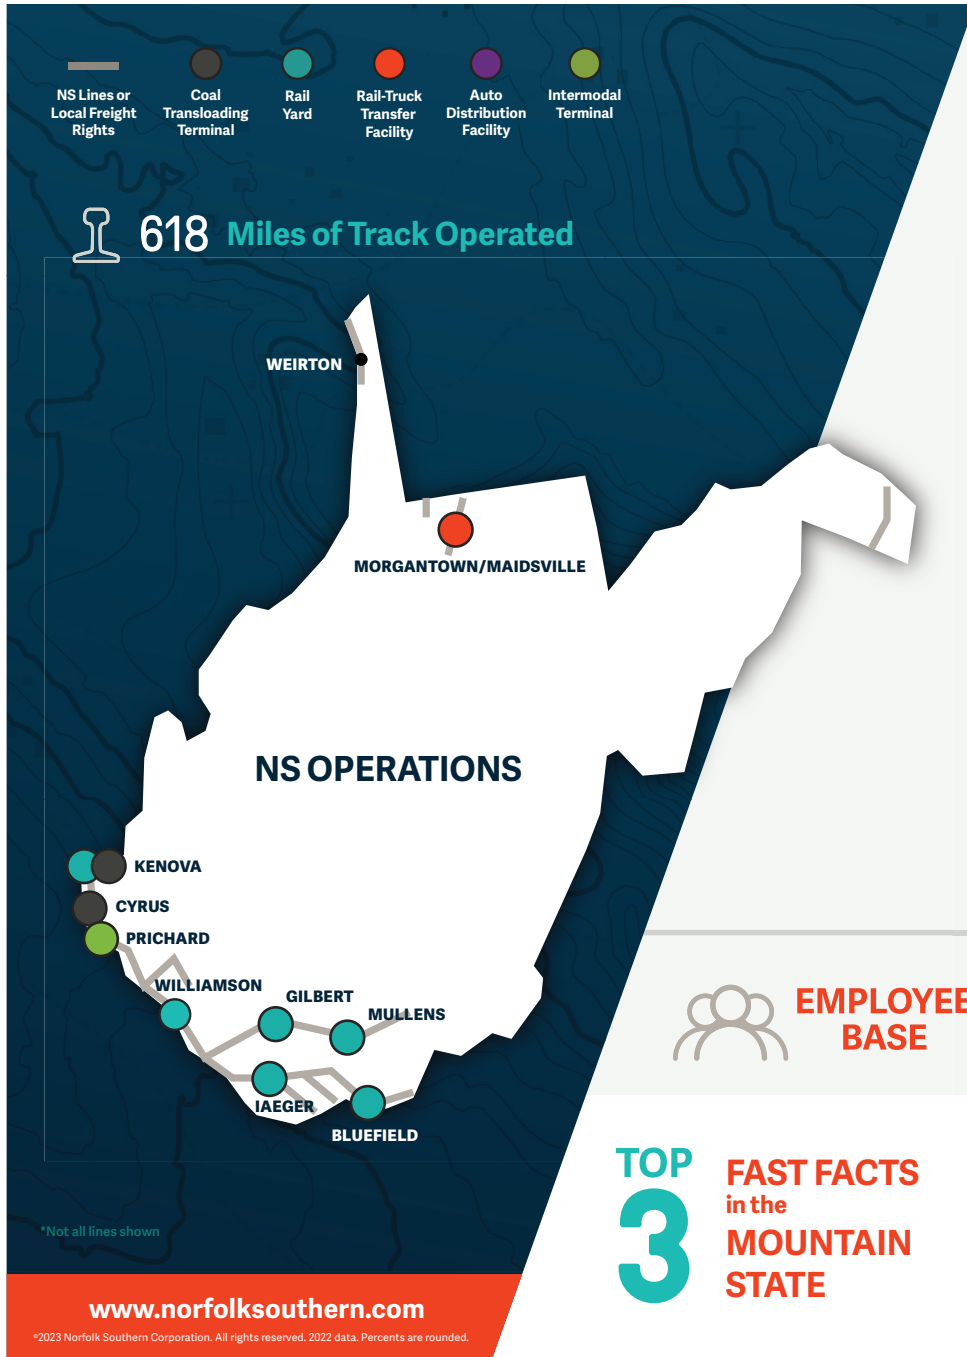 NS Lines or
Local Freight
Rights
Coal
Transloading
Terminal
Rail
Yard
Rail-Truck
Transfer
Facility
Auto
Distribution
Facility
Intermodal
Terminal
618 Miles of Track Operated
WEIRTON
MORGANTOWN/MAIDSVILLE
NS OPERATIONS
KENOVA
CYRUS
PRICHARD
WILLIAMSON
GILBERT
MULLENS
IAEGER
BLUEFIELD
EMPLOYEE
BASE
TOP
3
FAST FACTS
in the
MOUNTAIN
STATE
*Not all lines shown
www.norfolksouthern.com
©2023 Norfolk Southern Corporation. All rights reserved. 2022 data. Percents are rounded.